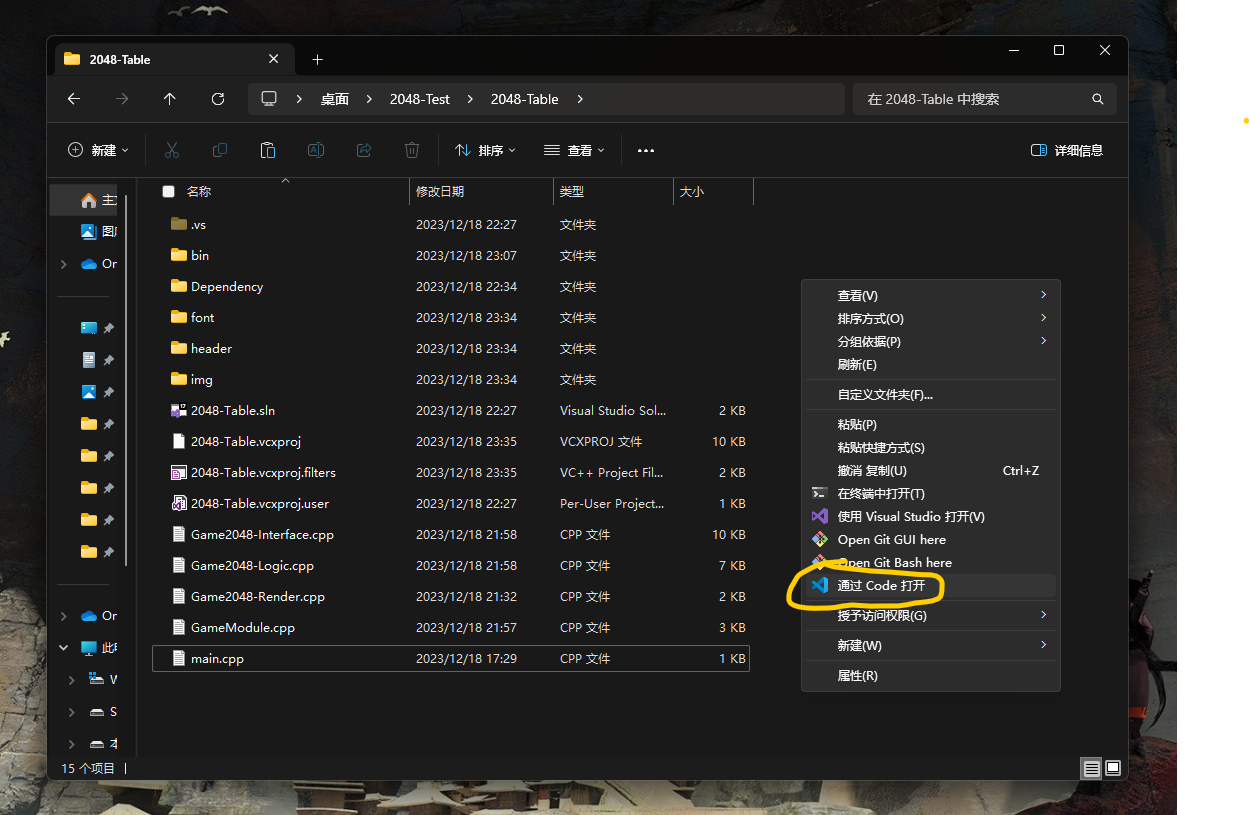 2048-Table
桌面 2048-Test 2048-Table
在 2048-Table 中搜索
新建 排序 查看 详细信息
名称 修改日期 类型 大小
.vs 2023/12/18 22:27 文件夹
bin 2023/12/18 23:07 文件夹
Dependency 2023/12/18 22:34 文件夹
font 2023/12/18 23:34 文件夹
header 2023/12/18 23:34 文件夹
img 2023/12/18 23:34 文件夹
2048-Table.sln 2023/12/18 22:27 Visual Studio Sol... 2 KB
2048-Table.vcxproj 2023/12/18 23:35 VCXPROJ 文件 10 KB
2048-Table.vcxproj.filters 2023/12/18 23:35 VC++ Project Fil... 2 KB
2048-Table.vcxproj.user 2023/12/18 22:27 Per-User Project... 1 KB
Game2048-Interface.cpp 2023/12/18 21:58 CPP 文件 10 KB
Game2048-Logic.cpp 2023/12/18 21:58 CPP 文件 7 KB
Game2048-Render.cpp 2023/12/18 21:32 CPP 文件 2 KB
GameModule.cpp 2023/12/18 21:57 CPP 文件 3 KB
main.cpp 2023/12/18 17:29 CPP 文件 1 KB
查看(V)
排序方式(O)
分组依据(P)
刷新(E)
自定义文件夹(F)...
粘贴(P)
粘贴快捷方式(S)
撤消 复制(U) Ctrl+Z
在终端中打开(T)
使用 Visual Studio 打开(V)
Open Git GUI here
Open Git Bash here
通过 Code 打开
授予访问权限(G)
新建(W)
属性(R)
15 个项目